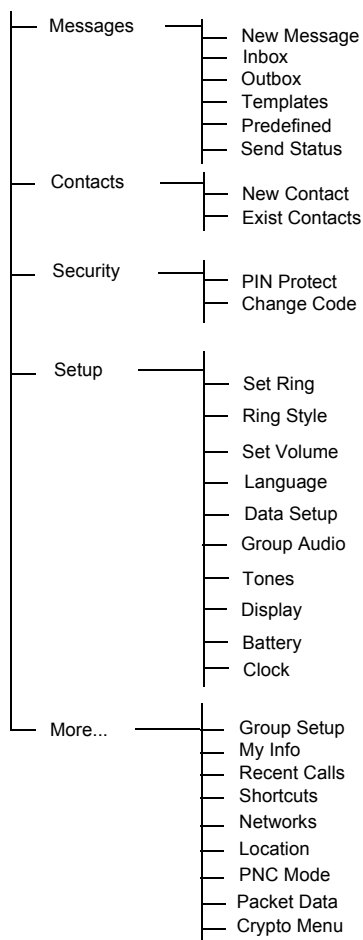 Messages
New Message
Inbox
Outbox
Templates
Predefined
Send Status
Contacts
New Contact
Exist Contacts
Security
PIN Protect
Change Code
Setup
Set Ring
Ring Style
Set Volume
Language
Data Setup
Group Audio
Tones
Display
Battery
Clock
More...
Group Setup
My Info
Recent Calls
Shortcuts
Networks
Location
PNC Mode
Packet Data
Crypto Menu